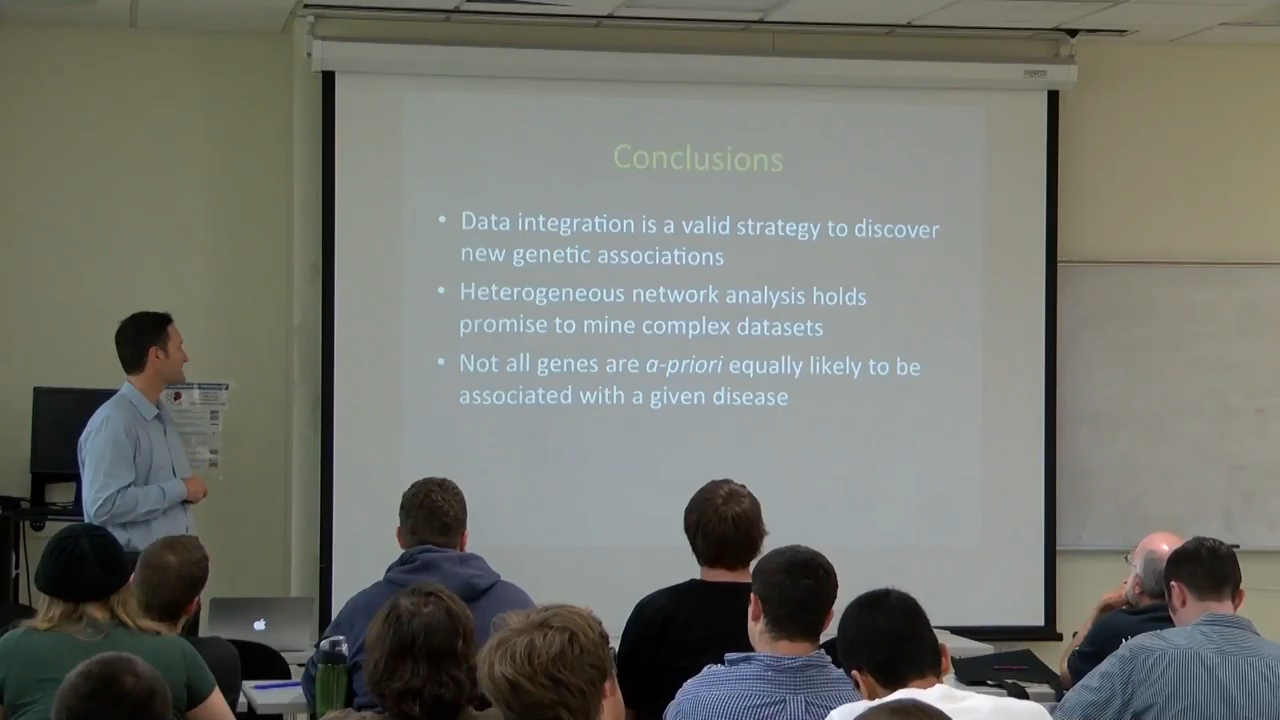 Conclusions
• Data integration is a valid strategy to discover
new genetic associations
• Heterogeneous network analysis holds
promise to mine complex datasets
• Not all genes are a-priori equally likely to be
associated with a given disease